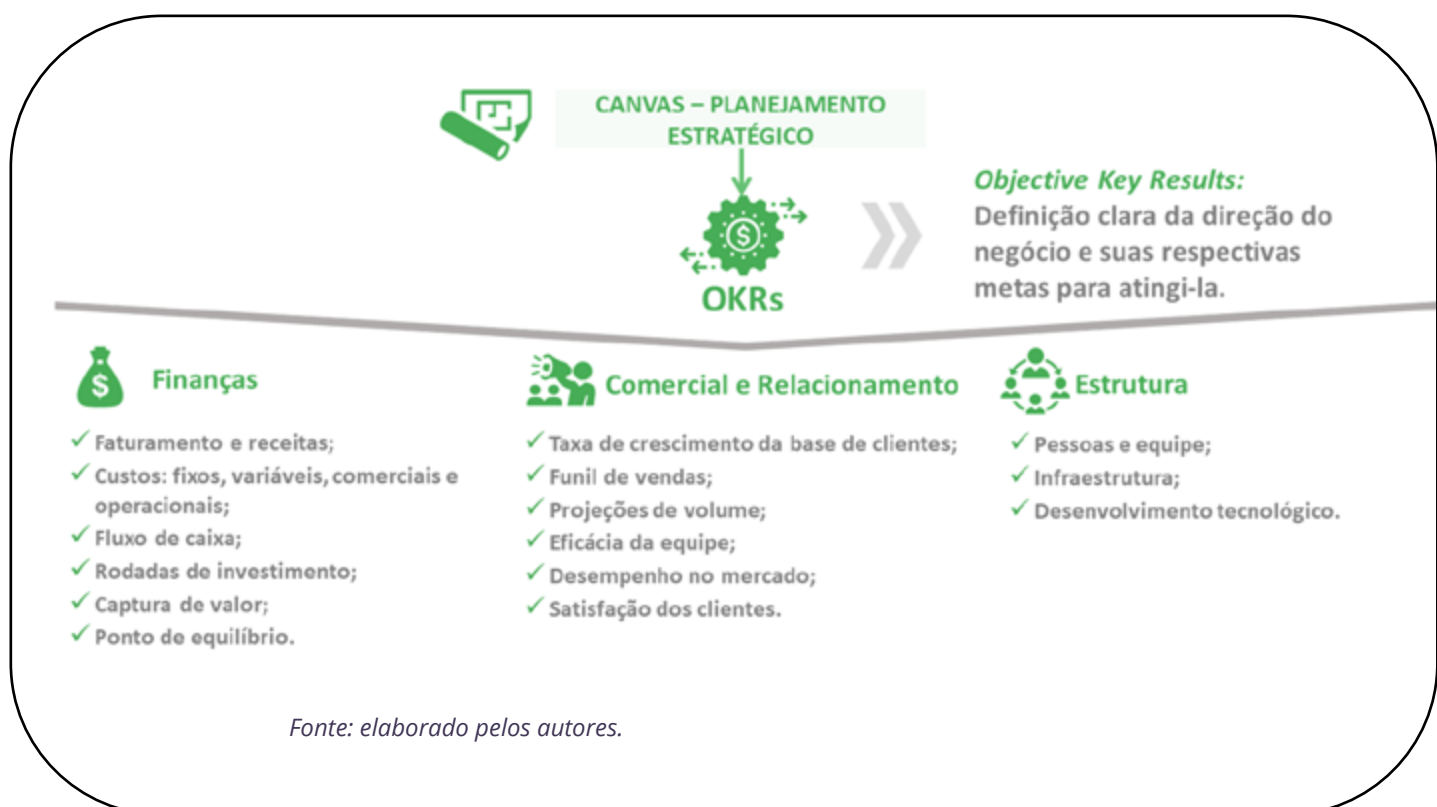 CANVAS – PLANEJAMENTO
ESTRATÉGICO
OKRs
Objective Key Results:
Definição clara da direção do
negócio e suas respectivas
metas para atingi-la.
Finanças
✓ Faturamento e receitas;
✓ Custos: fixos, variáveis, comerciais e
operacionais;
✓ Fluxo de caixa;
✓ Rodadas de investimento;
✓ Captura de valor;
✓ Ponto de equilíbrio.
Comercial e Relacionamento
✓ Taxa de crescimento da base de clientes;
✓ Funil de vendas;
✓ Projeções de volume;
✓ Eficácia da equipe;
✓ Desempenho no mercado;
✓ Satisfação dos clientes.
Estrutura
✓ Pessoas e equipe;
✓ Infraestrutura;
✓ Desenvolvimento tecnológico.
Fonte: elaborado pelos autores.